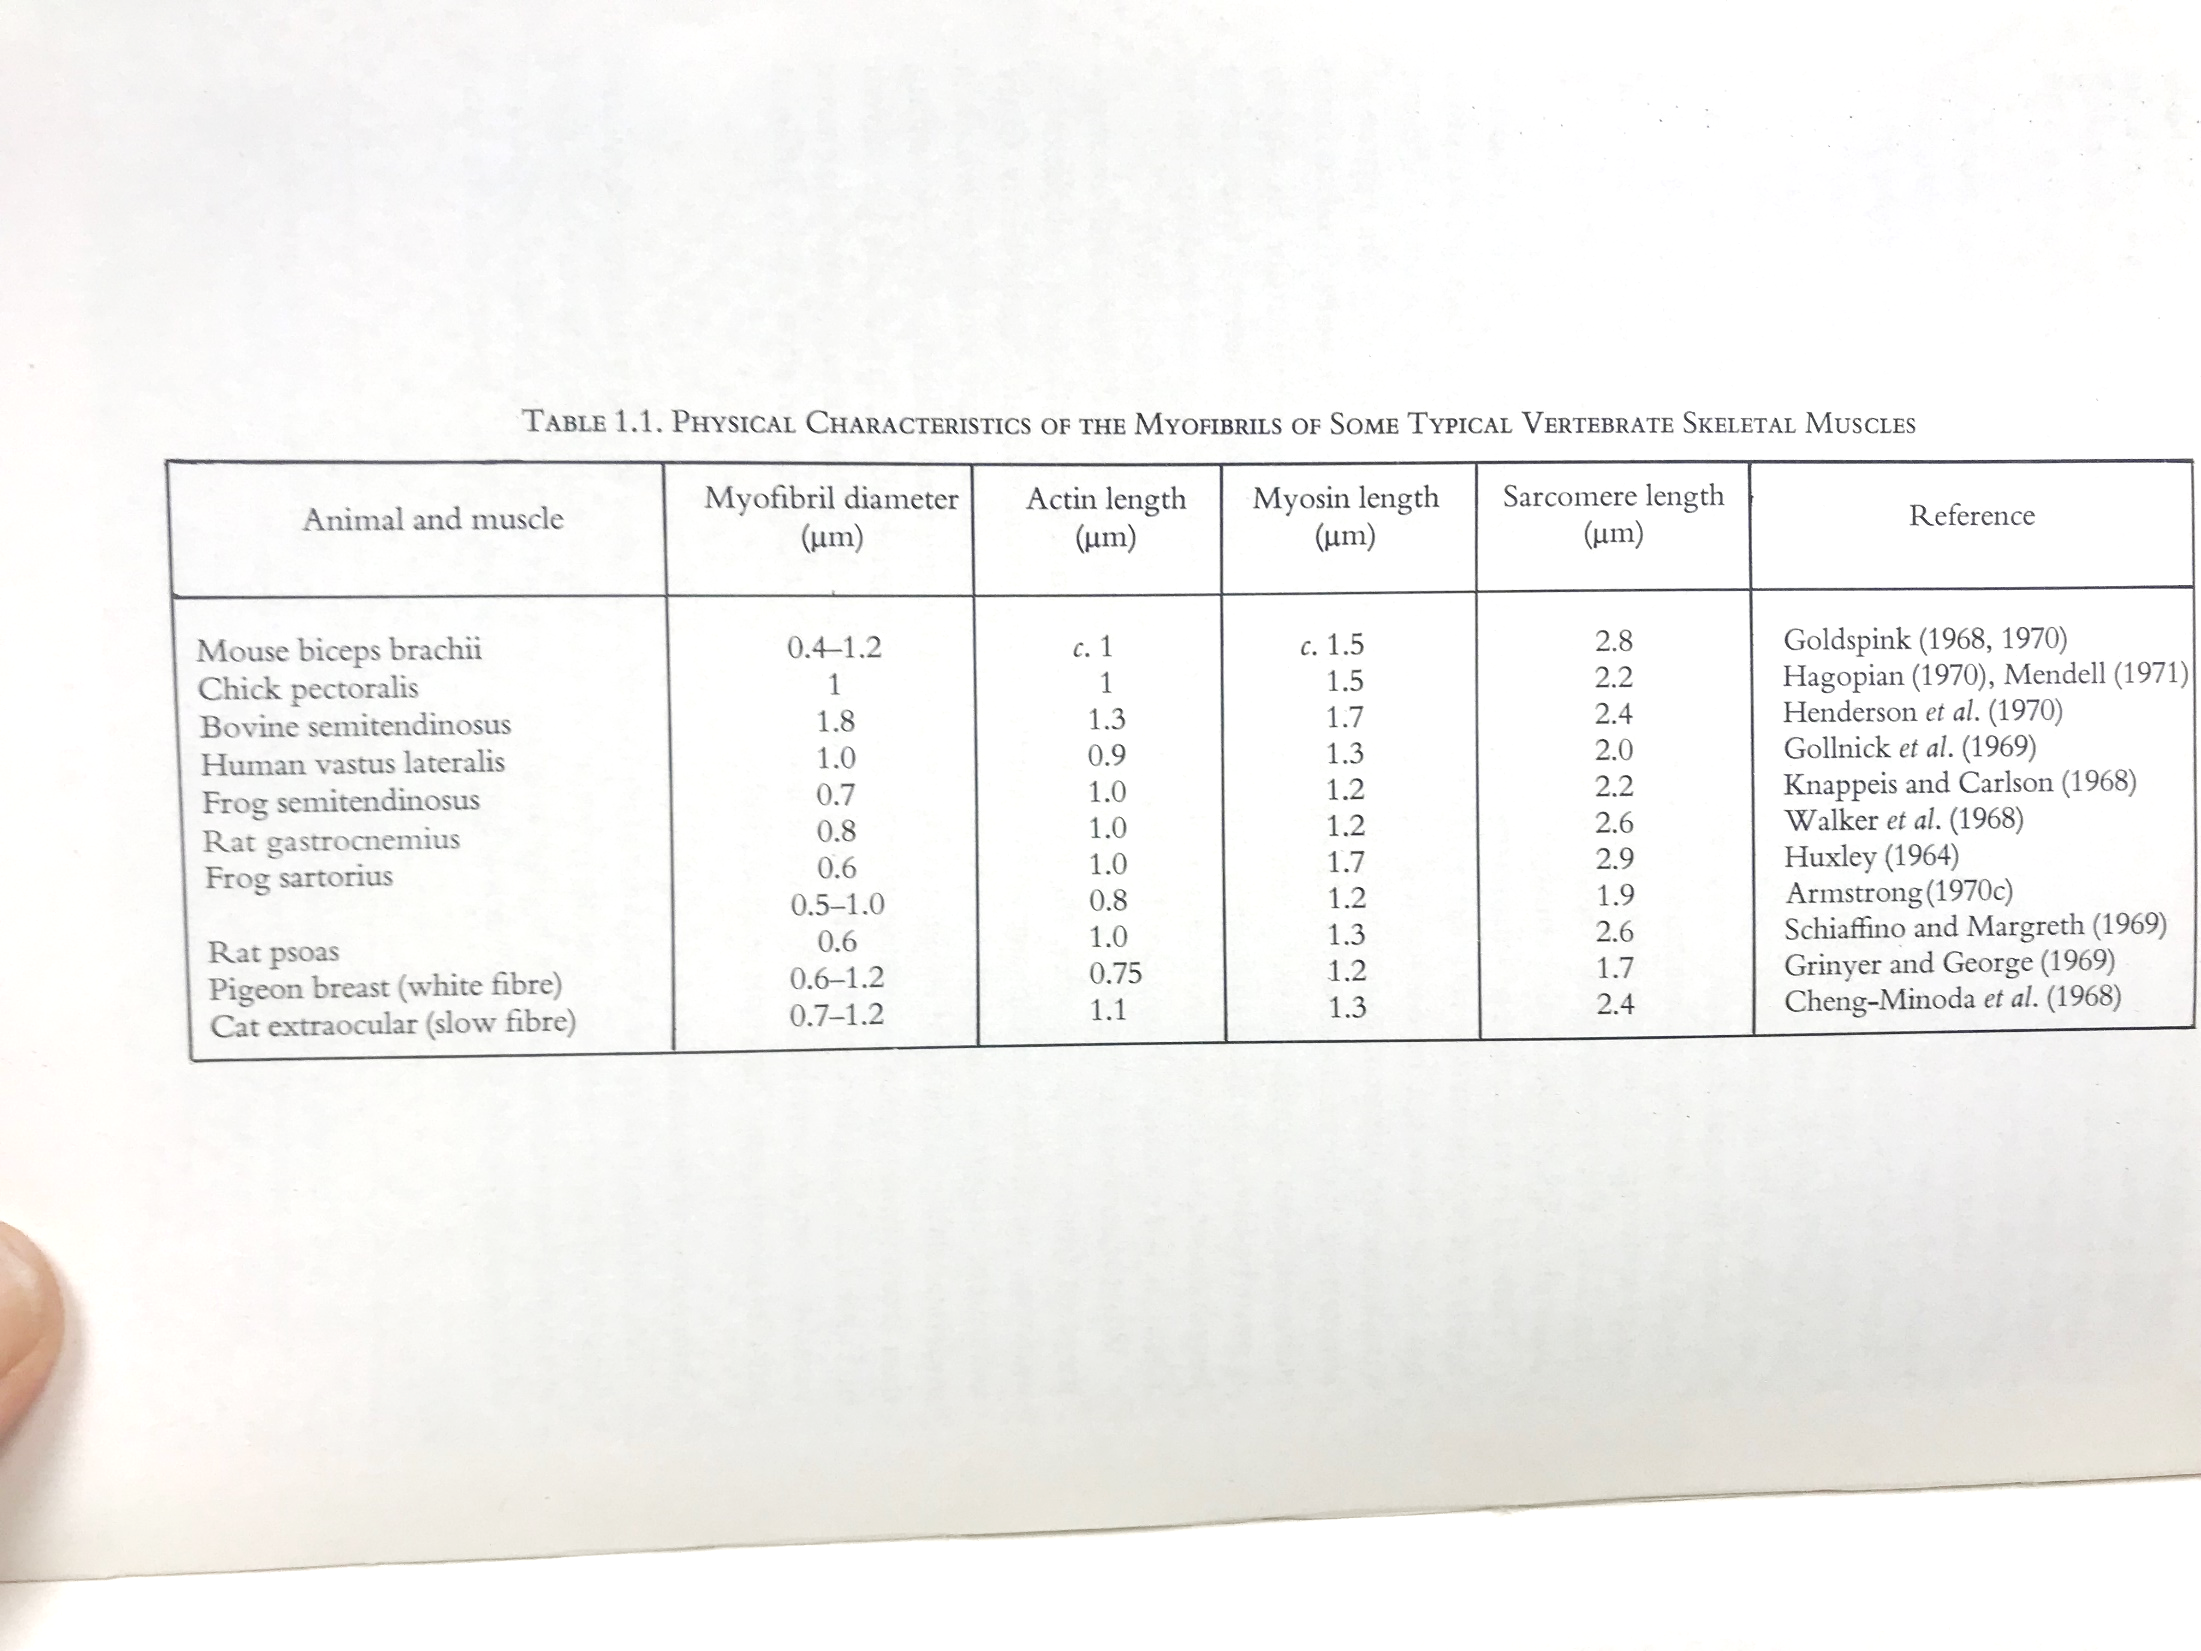 TABLE 1.1. PHYSICAL CHARACTERISTICS OF THE MYOFIBRILS OF SOME TYPICAL VERTEBRATE SKELETAL MUSCLES
Animal and muscle Myofibril diameter (μm) Actin length (μm) Myosin length (μm) Sarcomere length (μm) Reference
Mouse biceps brachii 0.4–1.2 c. 1 c. 1.5 2.8 Goldspink (1968, 1970)
Chick pectoralis 1 1 1.5 2.2 Hagopian (1970), Mendell (1971)
Bovine semitendinosus 1.8 1.3 1.7 2.4 Henderson et al. (1970)
Human vastus lateralis 1.0 0.9 1.3 2.0 Gollnick et al. (1969)
Frog semitendinosus 0.7 1.0 1.2 2.2 Knappeis and Carlson (1968)
Rat gastrocnemius 0.8 1.0 1.2 2.6 Walker et al. (1968)
Frog sartorius 0.6 1.0 1.7 2.9 Huxley (1964)
0.5–1.0 0.8 1.2 1.9 Armstrong (1970c)
Rat psoas 0.6 1.0 1.3 2.6 Schiaffino and Margreth (1969)
Pigeon breast (white fibre) 0.6–1.2 0.75 1.2 1.7 Grinyer and George (1969)
Cat extraocular (slow fibre) 0.7–1.2 1.1 1.3 2.4 Cheng-Minoda et al. (1968)